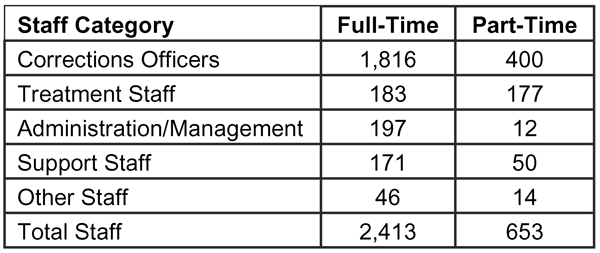 Staff Category Full-Time Part-Time
Corrections Officers 1,816 400
Treatment Staff 183 177
Administration/Management 197 12
Support Staff 171 50
Other Staff 46 14
Total Staff 2,413 653